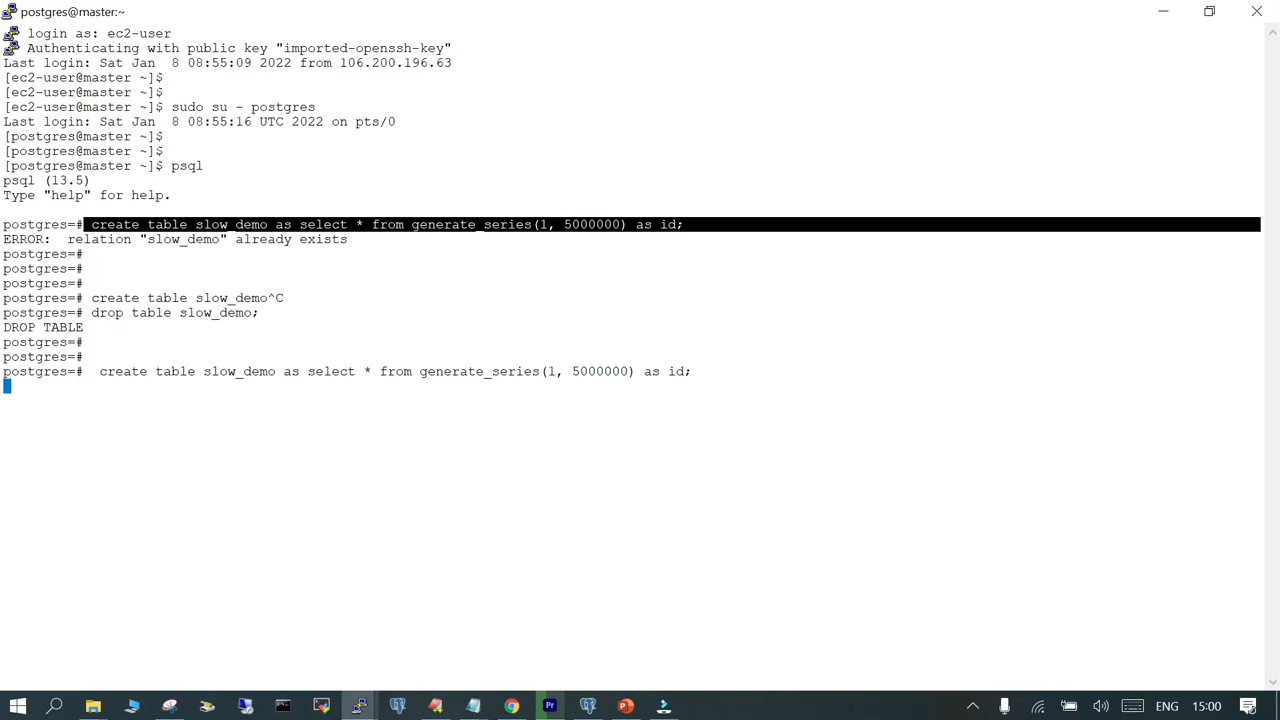 postgres@master:~
login as: ec2-user
Authenticating with public key "imported-openssh-key"
Last login: Sat Jan  8 08:55:09 2022 from 106.200.196.63
[ec2-user@master ~]$
[ec2-user@master ~]$
[ec2-user@master ~]$ sudo su - postgres
Last login: Sat Jan  8 08:55:16 UTC 2022 on pts/0
[postgres@master ~]$
[postgres@master ~]$
[postgres@master ~]$ psql
psql (13.5)
Type "help" for help.
postgres=# create table slow_demo as select * from generate_series(1, 5000000) as id;
ERROR:  relation "slow_demo" already exists
postgres=#
postgres=#
postgres=#
postgres=# create table slow_demo^C
postgres=# drop table slow_demo;
DROP TABLE
postgres=#
postgres=#
postgres=#  create table slow_demo as select * from generate_series(1, 5000000) as id;
Pr
ENG
15:00